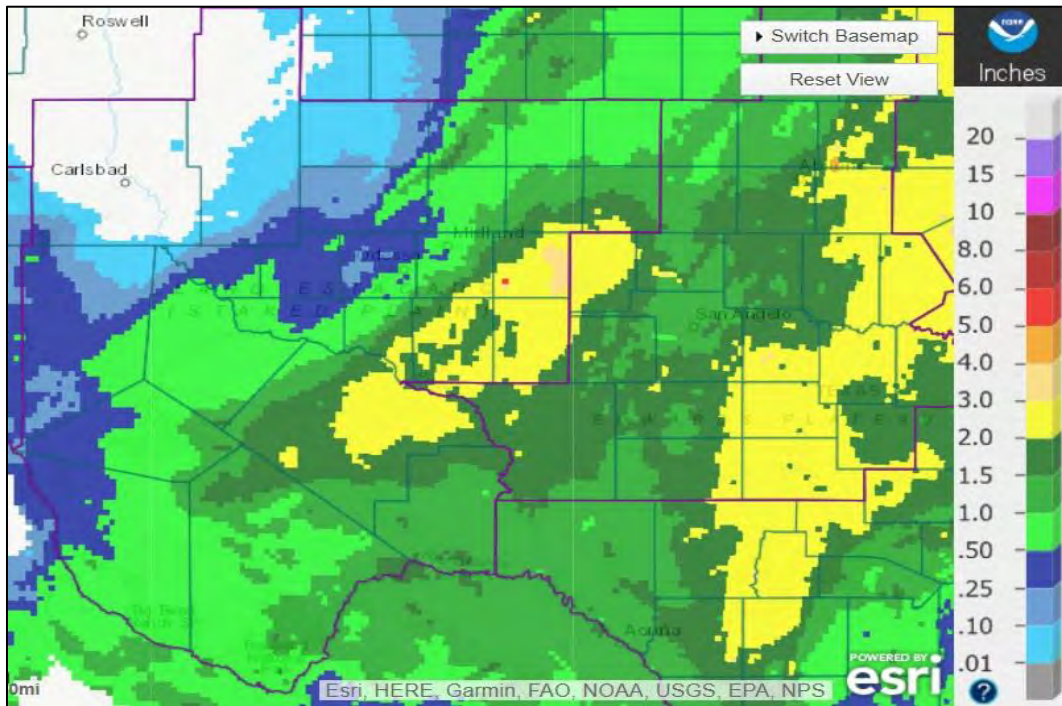 Roswell
Switch Basemap
Reset View
noaa
Inches
20
15
10
8.0
6.0
5.0
4.0
3.0
2.0
1.5
1.0
.50
.25
.10
.01
Carlsbad
Midland
Odessa
San Angelo
Acuña
0mi
Esri, HERE, Garmin, FAO, NOAA, USGS, EPA, NPS
POWERED BY
esri
?